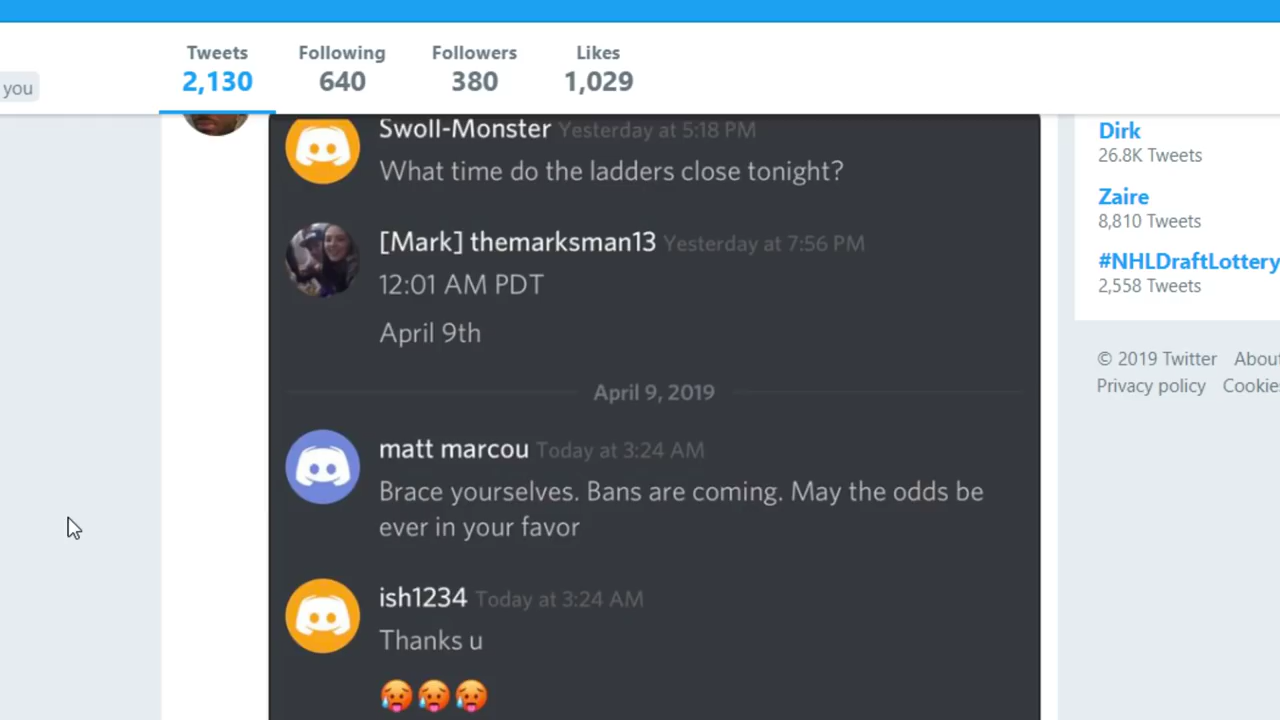 Tweets Following Followers Likes
you 2,130 640 380 1,029
Swoll-Monster Yesterday at 5:18 PM
What time do the ladders close tonight?
[Mark] themarksman13 Yesterday at 7:56 PM
12:01 AM PDT
April 9th
April 9, 2019
matt marcou Today at 3:24 AM
Brace yourselves. Bans are coming. May the odds be
ever in your favor
ish1234 Today at 3:24 AM
Thanks u
Dirk
26.8K Tweets
Zaire
8,810 Tweets
#NHLDraftLottery
2,558 Tweets
© 2019 Twitter About
Privacy policy Cookies